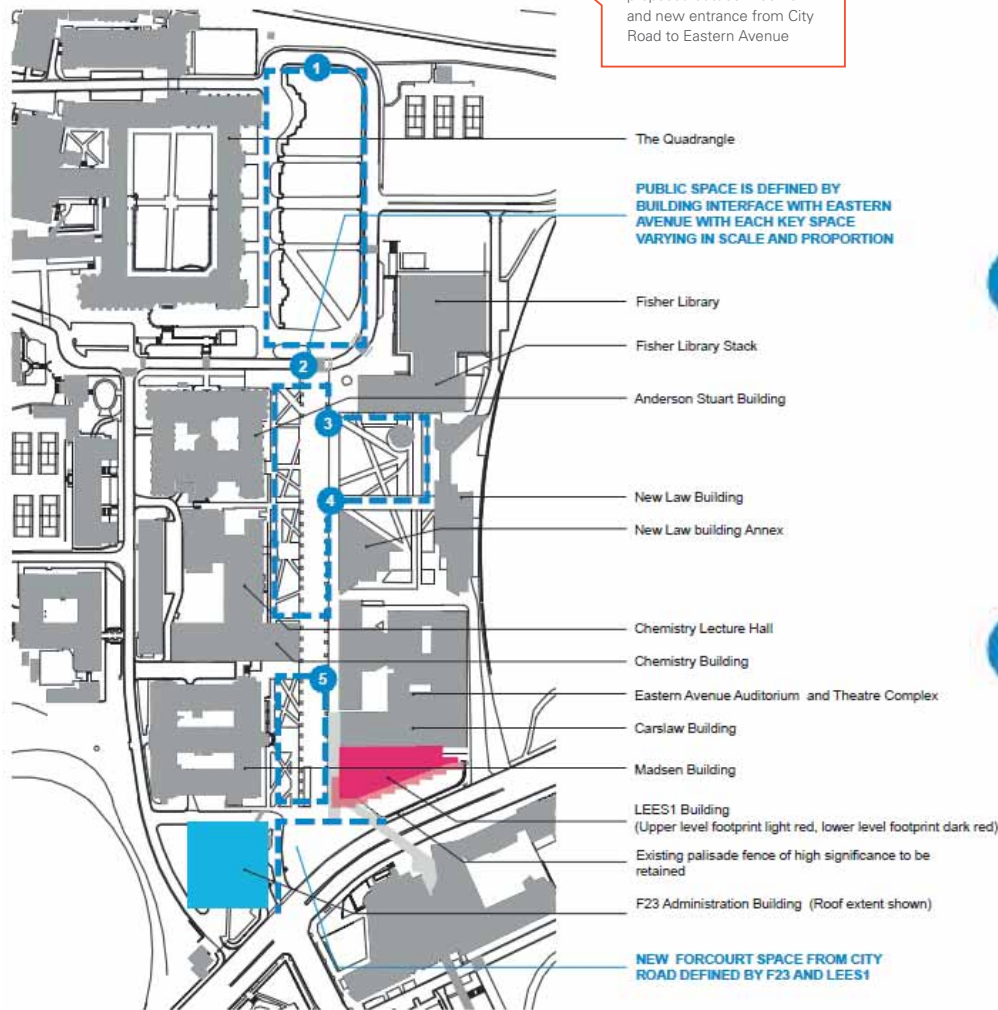 and new entrance from City
Road to Eastern Avenue
1
The Quadrangle
PUBLIC SPACE IS DEFINED BY
BUILDING INTERFACE WITH EASTERN
AVENUE WITH EACH KEY SPACE
VARYING IN SCALE AND PROPORTION
Fisher Library
Fisher Library Stack
2
Anderson Stuart Building
3
4
New Law Building
New Law building Annex
Chemistry Lecture Hall
Chemistry Building
5
Eastern Avenue Auditorium and Theatre Complex
Carslaw Building
Madsen Building
LEES1 Building
(Upper level footprint light red, lower level footprint dark red)
Existing palisade fence of high significance to be
retained
F23 Administration Building (Roof extent shown)
NEW FORCOURT SPACE FROM CITY
ROAD DEFINED BY F23 AND LEES1